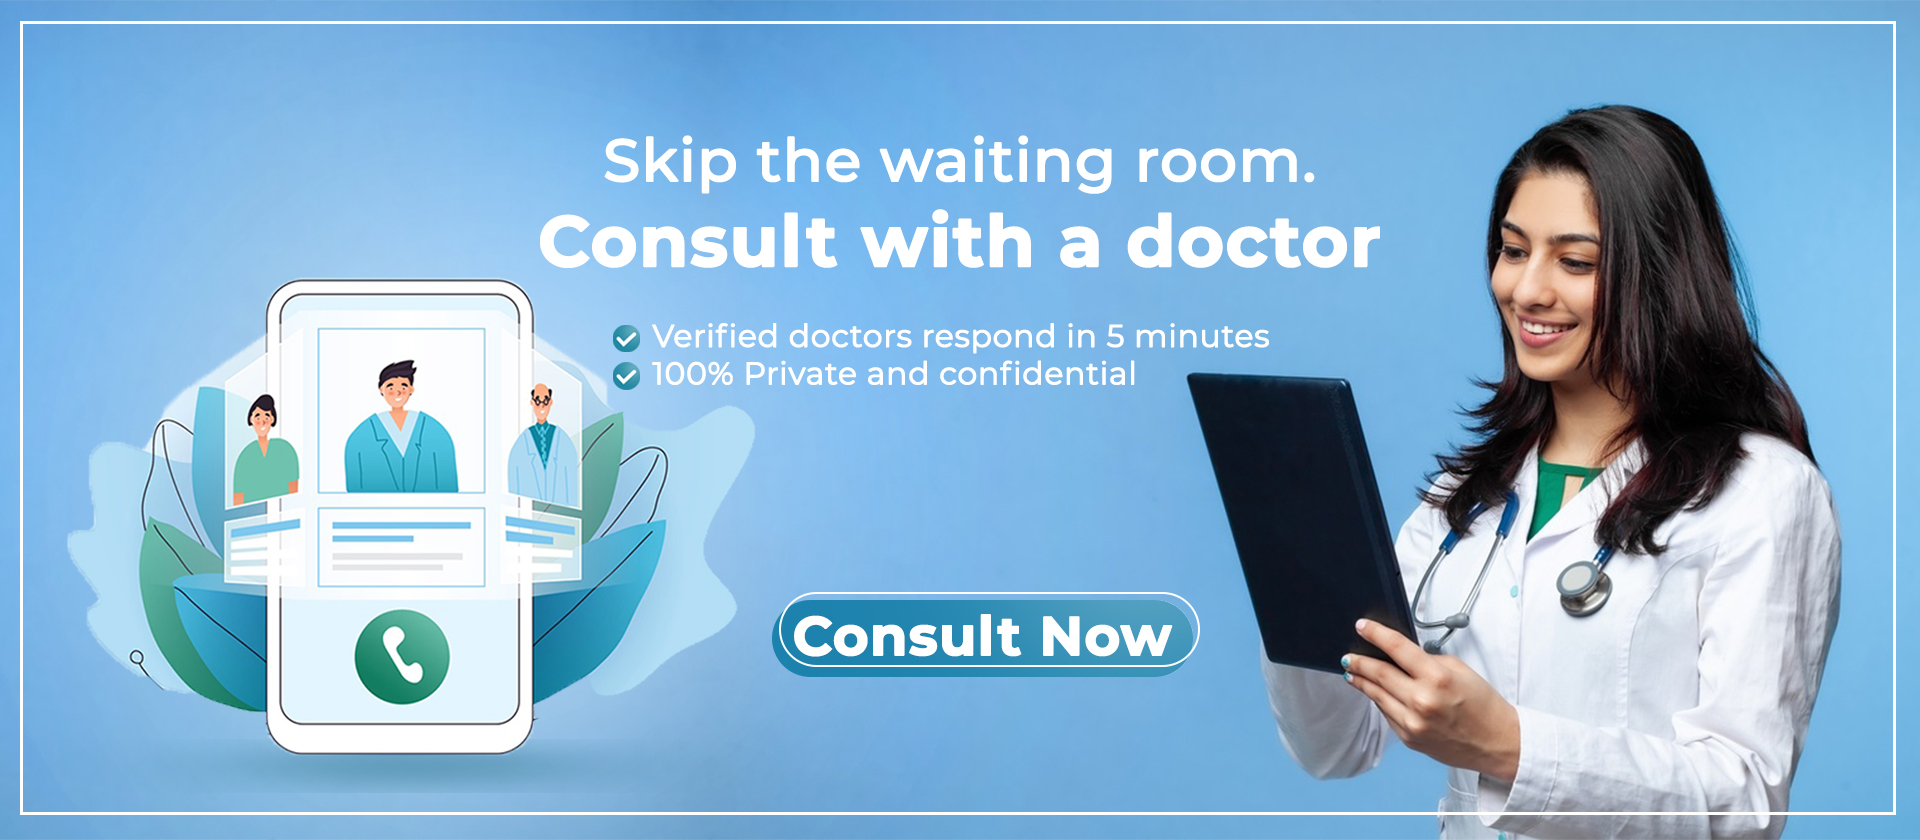 Skip the waiting room.
Consult with a doctor
Verified doctors respond in 5 minutes
100% Private and confidential
Consult Now